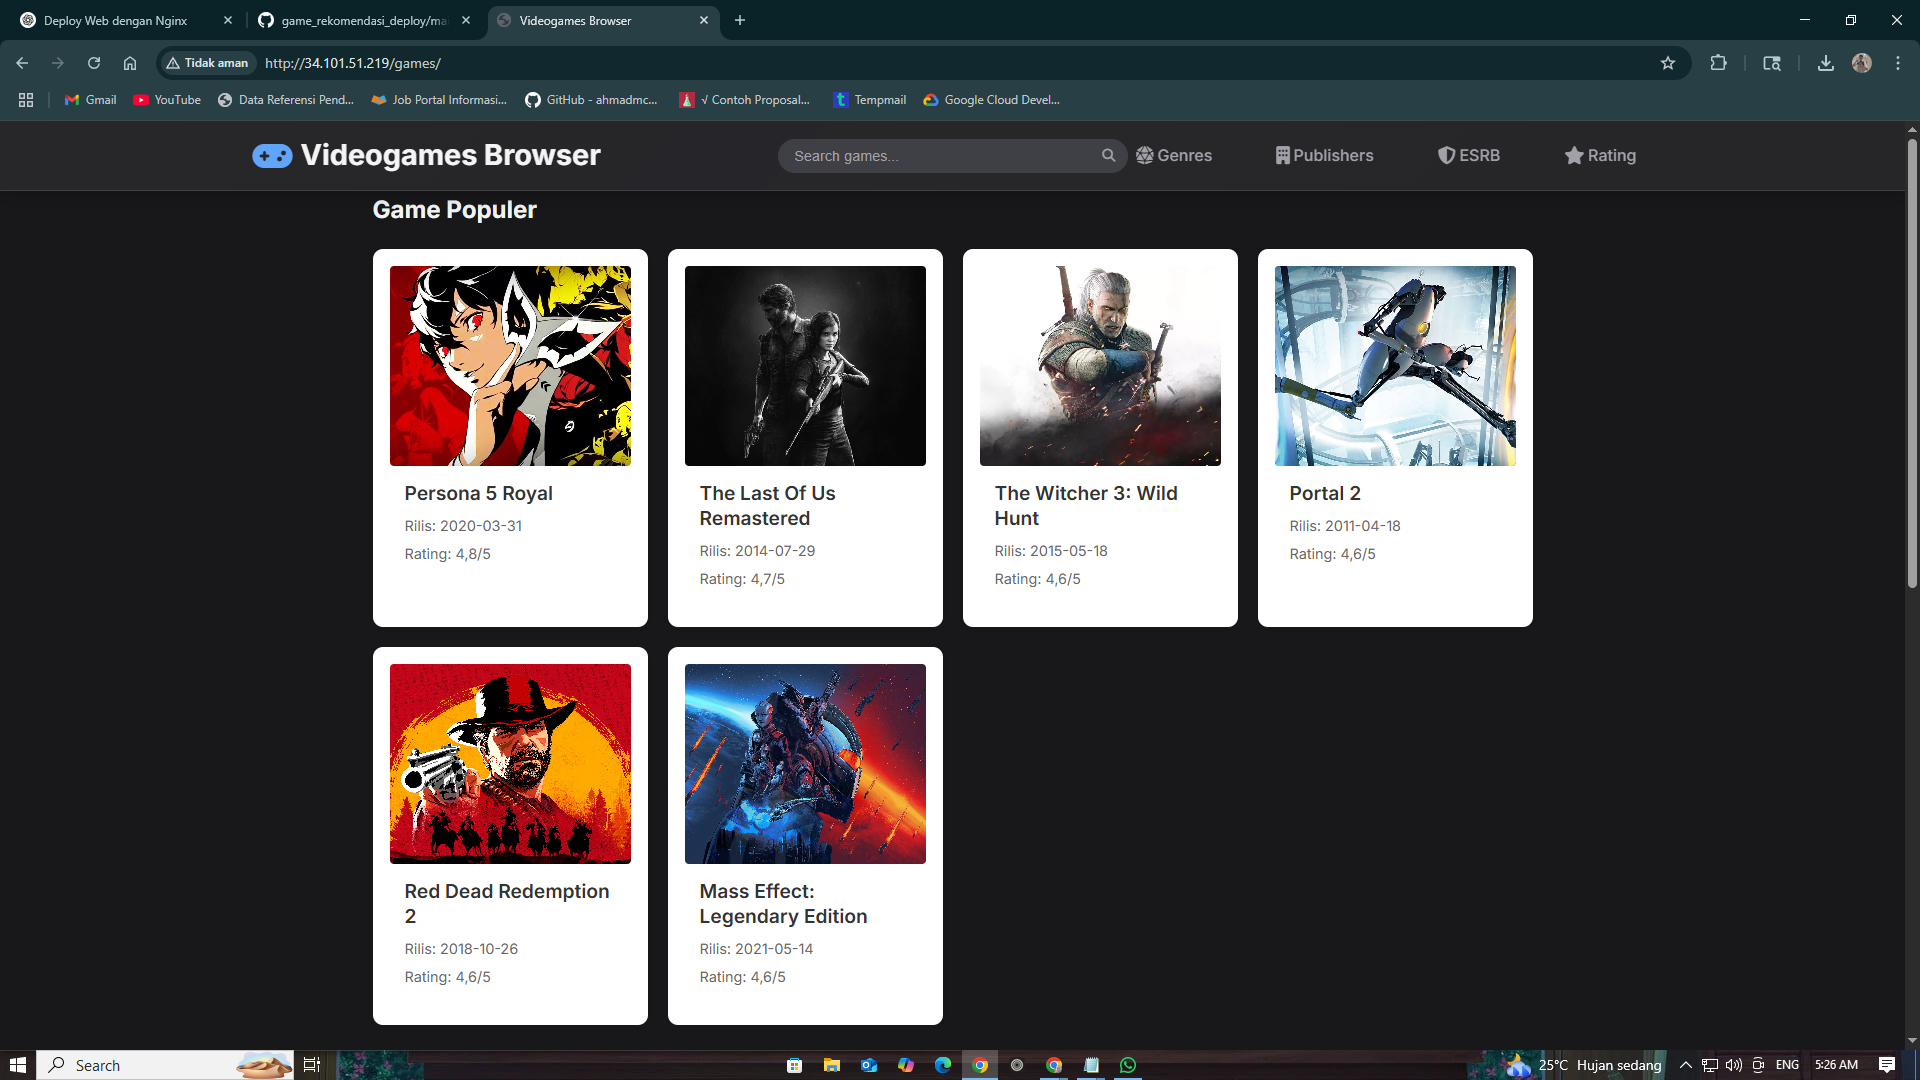 Deploy Web dengan Nginx
game_rekomendasi_deploy/mai
Videogames Browser
Tidak aman
http://34.101.51.219/games/
Gmail
YouTube
Data Referensi Pend...
Job Portal Informasi...
GitHub - ahmadmc...
√ Contoh Proposal...
Tempmail
Google Cloud Devel...
Videogames Browser
Search games...
Genres
Publishers
ESRB
Rating
Game Populer
Persona 5 Royal
Rilis: 2020-03-31
Rating: 4,8/5
The Last Of Us
Remastered
Rilis: 2014-07-29
Rating: 4,7/5
The Witcher 3: Wild
Hunt
Rilis: 2015-05-18
Rating: 4,6/5
Portal 2
Rilis: 2011-04-18
Rating: 4,6/5
Red Dead Redemption
2
Rilis: 2018-10-26
Rating: 4,6/5
Mass Effect:
Legendary Edition
Rilis: 2021-05-14
Rating: 4,6/5
Search
25°C Hujan sedang
ENG
5:26 AM